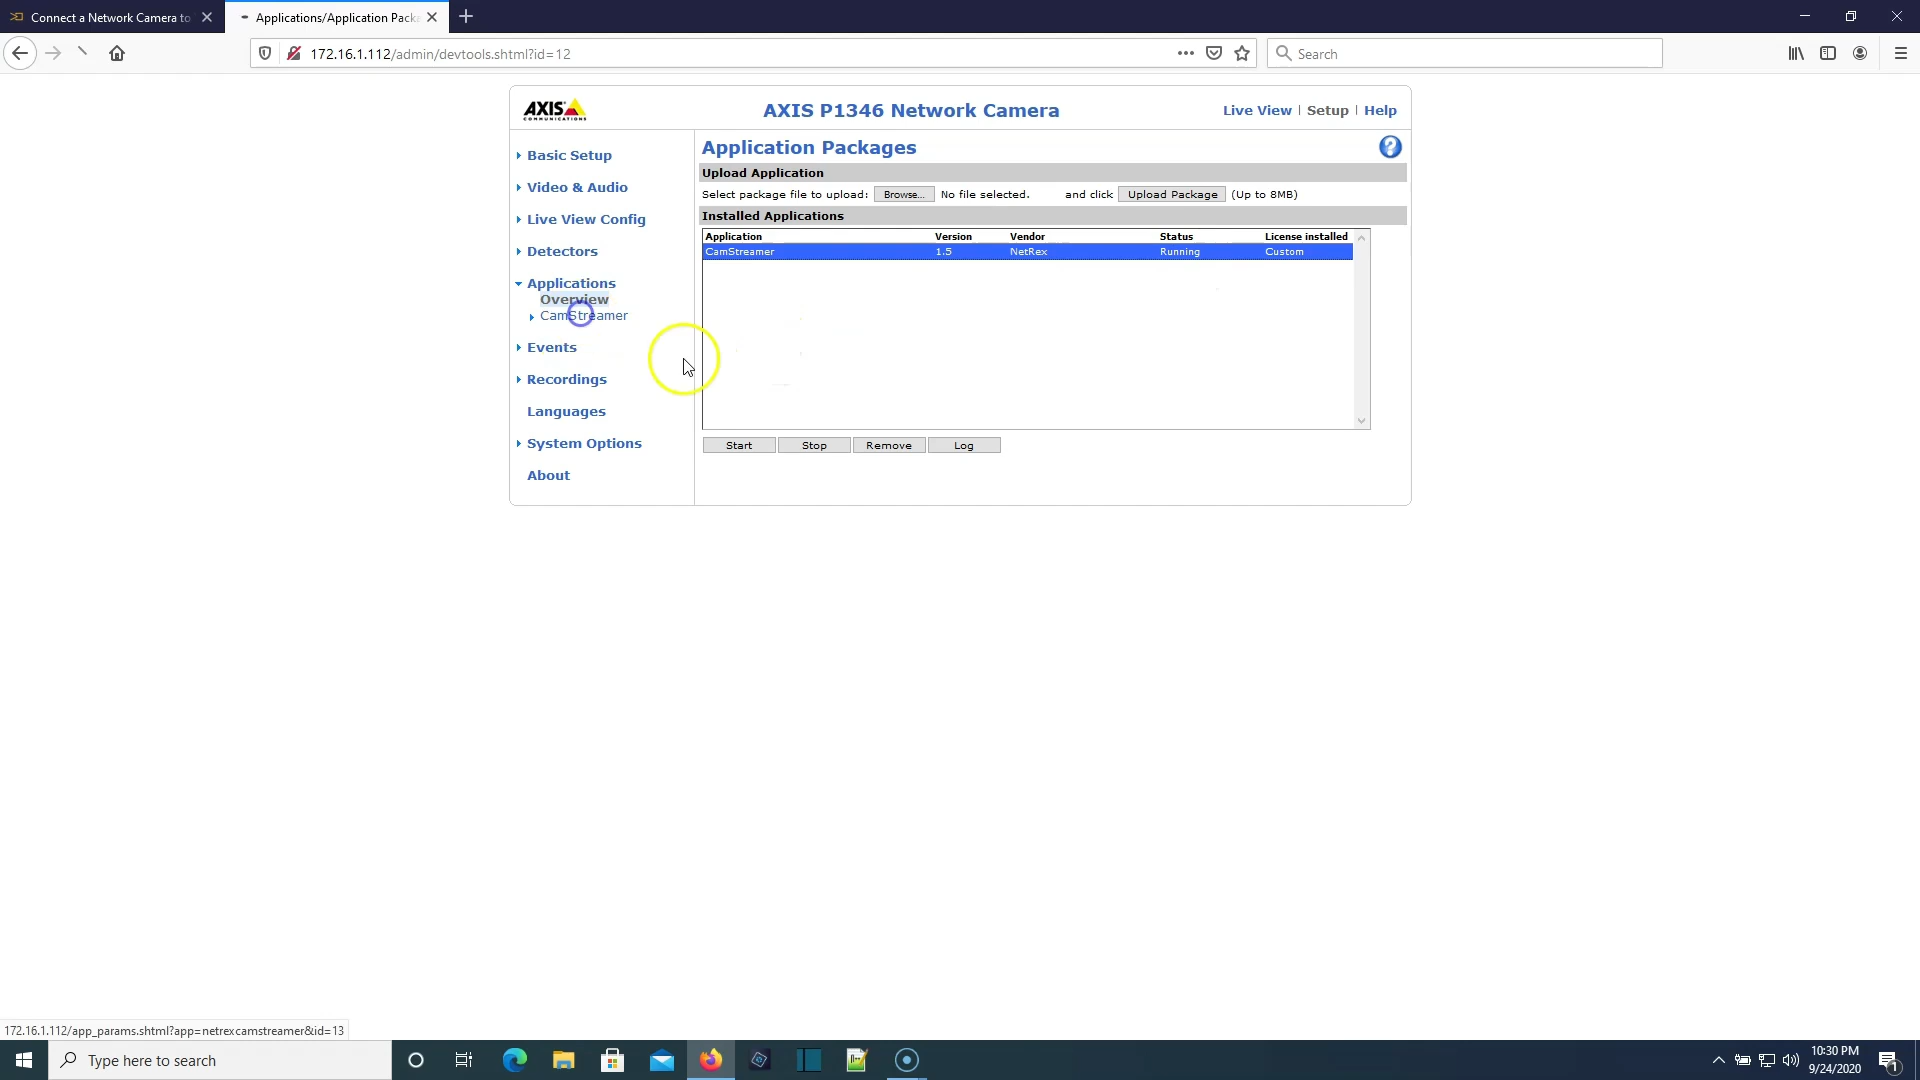 Connect a Network Camera to
Applications/Application Packa
172.16.1.112/admin/devtools.shtml?id=12
Search
AXIS
COMMUNICATIONS
AXIS P1346 Network Camera
Live View | Setup | Help
Basic Setup
Video & Audio
Live View Config
Detectors
Applications
Overview
CamStreamer
Events
Recordings
Languages
System Options
About
Application Packages
?
Upload Application
Select package file to upload: Browse... No file selected. and click Upload Package (Up to 8MB)
Installed Applications
Application Version Vendor Status License installed
CamStreamer 1.5 NetRex Running Custom
Start Stop Remove Log
172.16.1.112/app_params.shtml?app=netrexcamstreamer&id=13
Type here to search
10:30 PM
9/24/2020
1